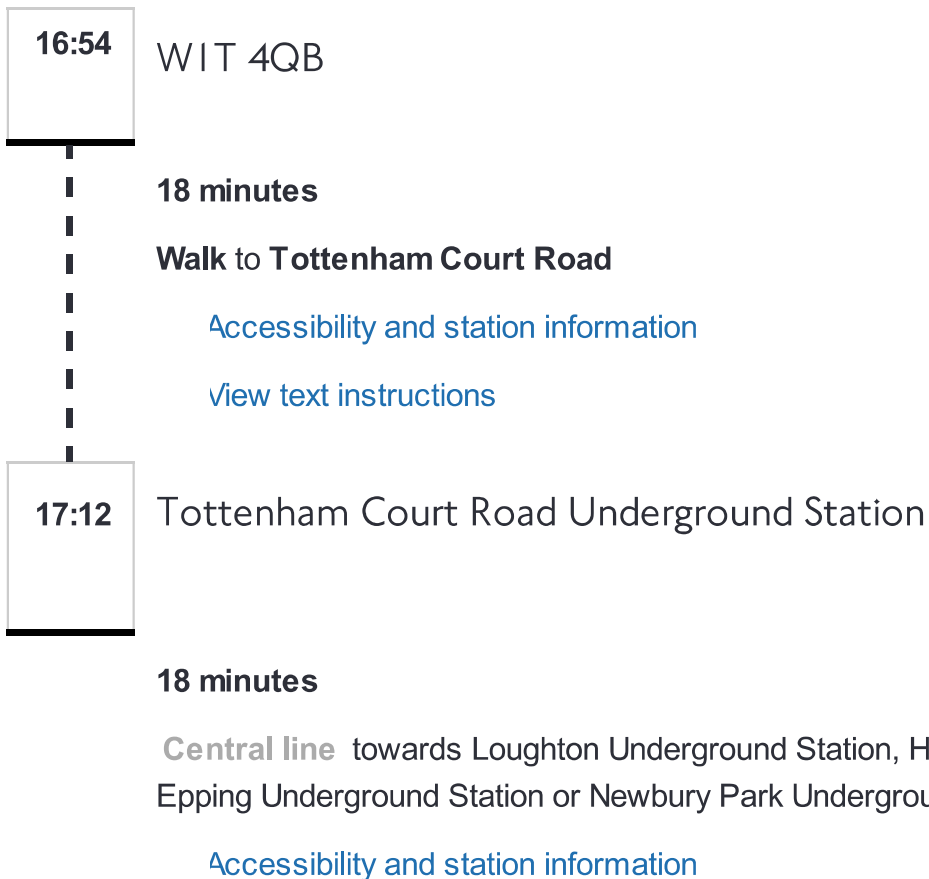 16:54
WIT 4QB
18 minutes
Walk to Tottenham Court Road
Accessibility and station information
View text instructions
17:12
Tottenham Court Road Underground Station
18 minutes
Central line towards Loughton Underground Station, H
Epping Underground Station or Newbury Park Undergrou
Accessibility and station information